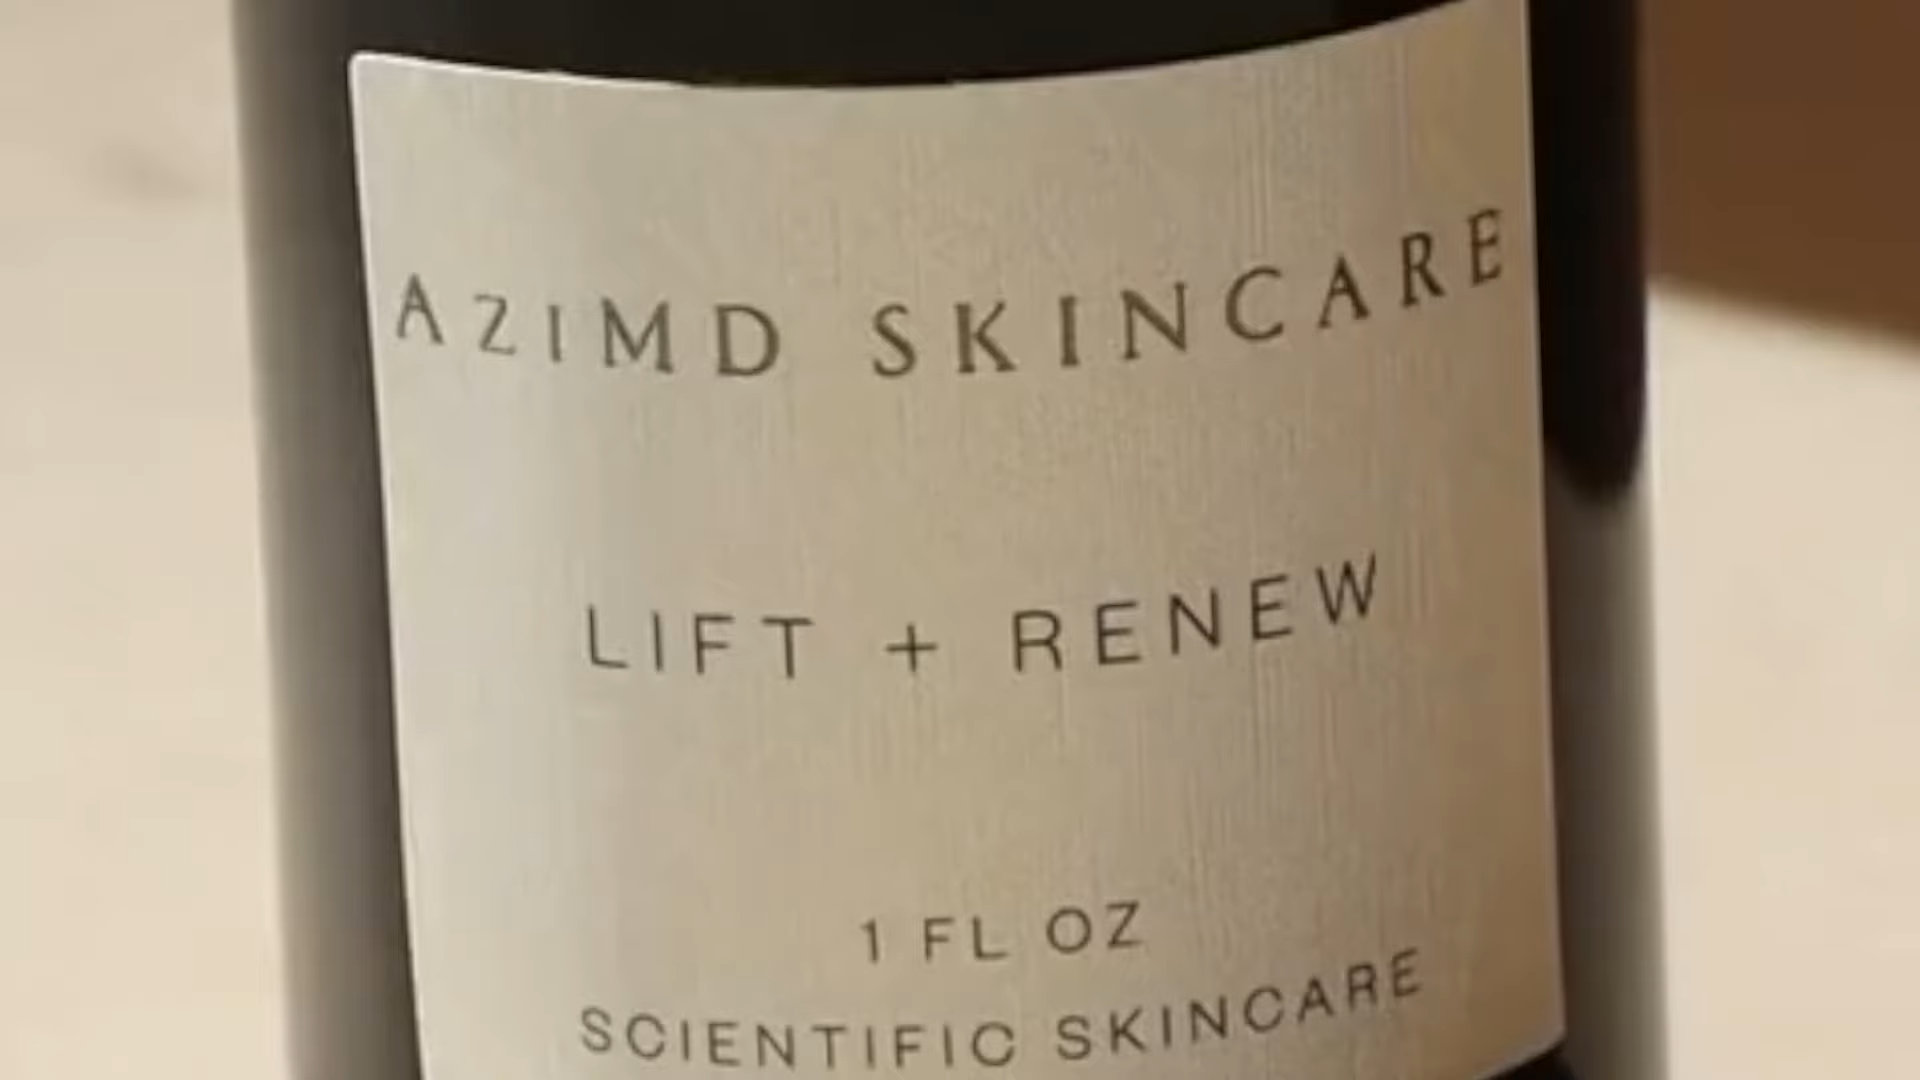 AZIMD SKINCARE
LIFT + RENEW
1 FL OZ
SCIENTIFIC SKINCARE